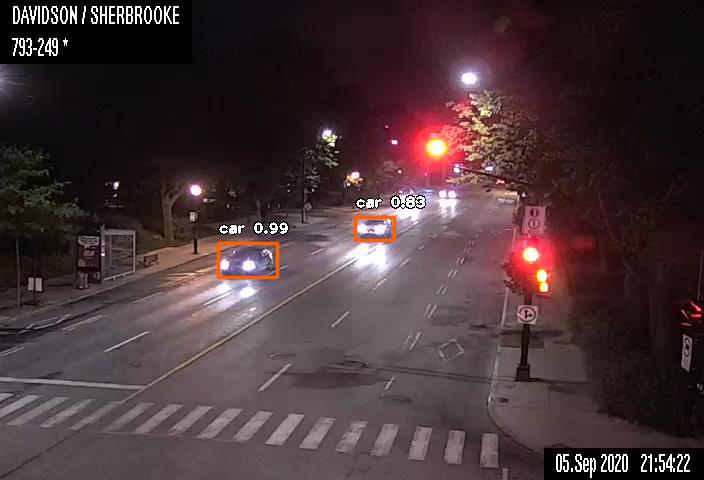 DAVIDSON / SHERBROOKE
793-249 *
car 0.83
car 0.99
05.Sep 2020 21:54:22